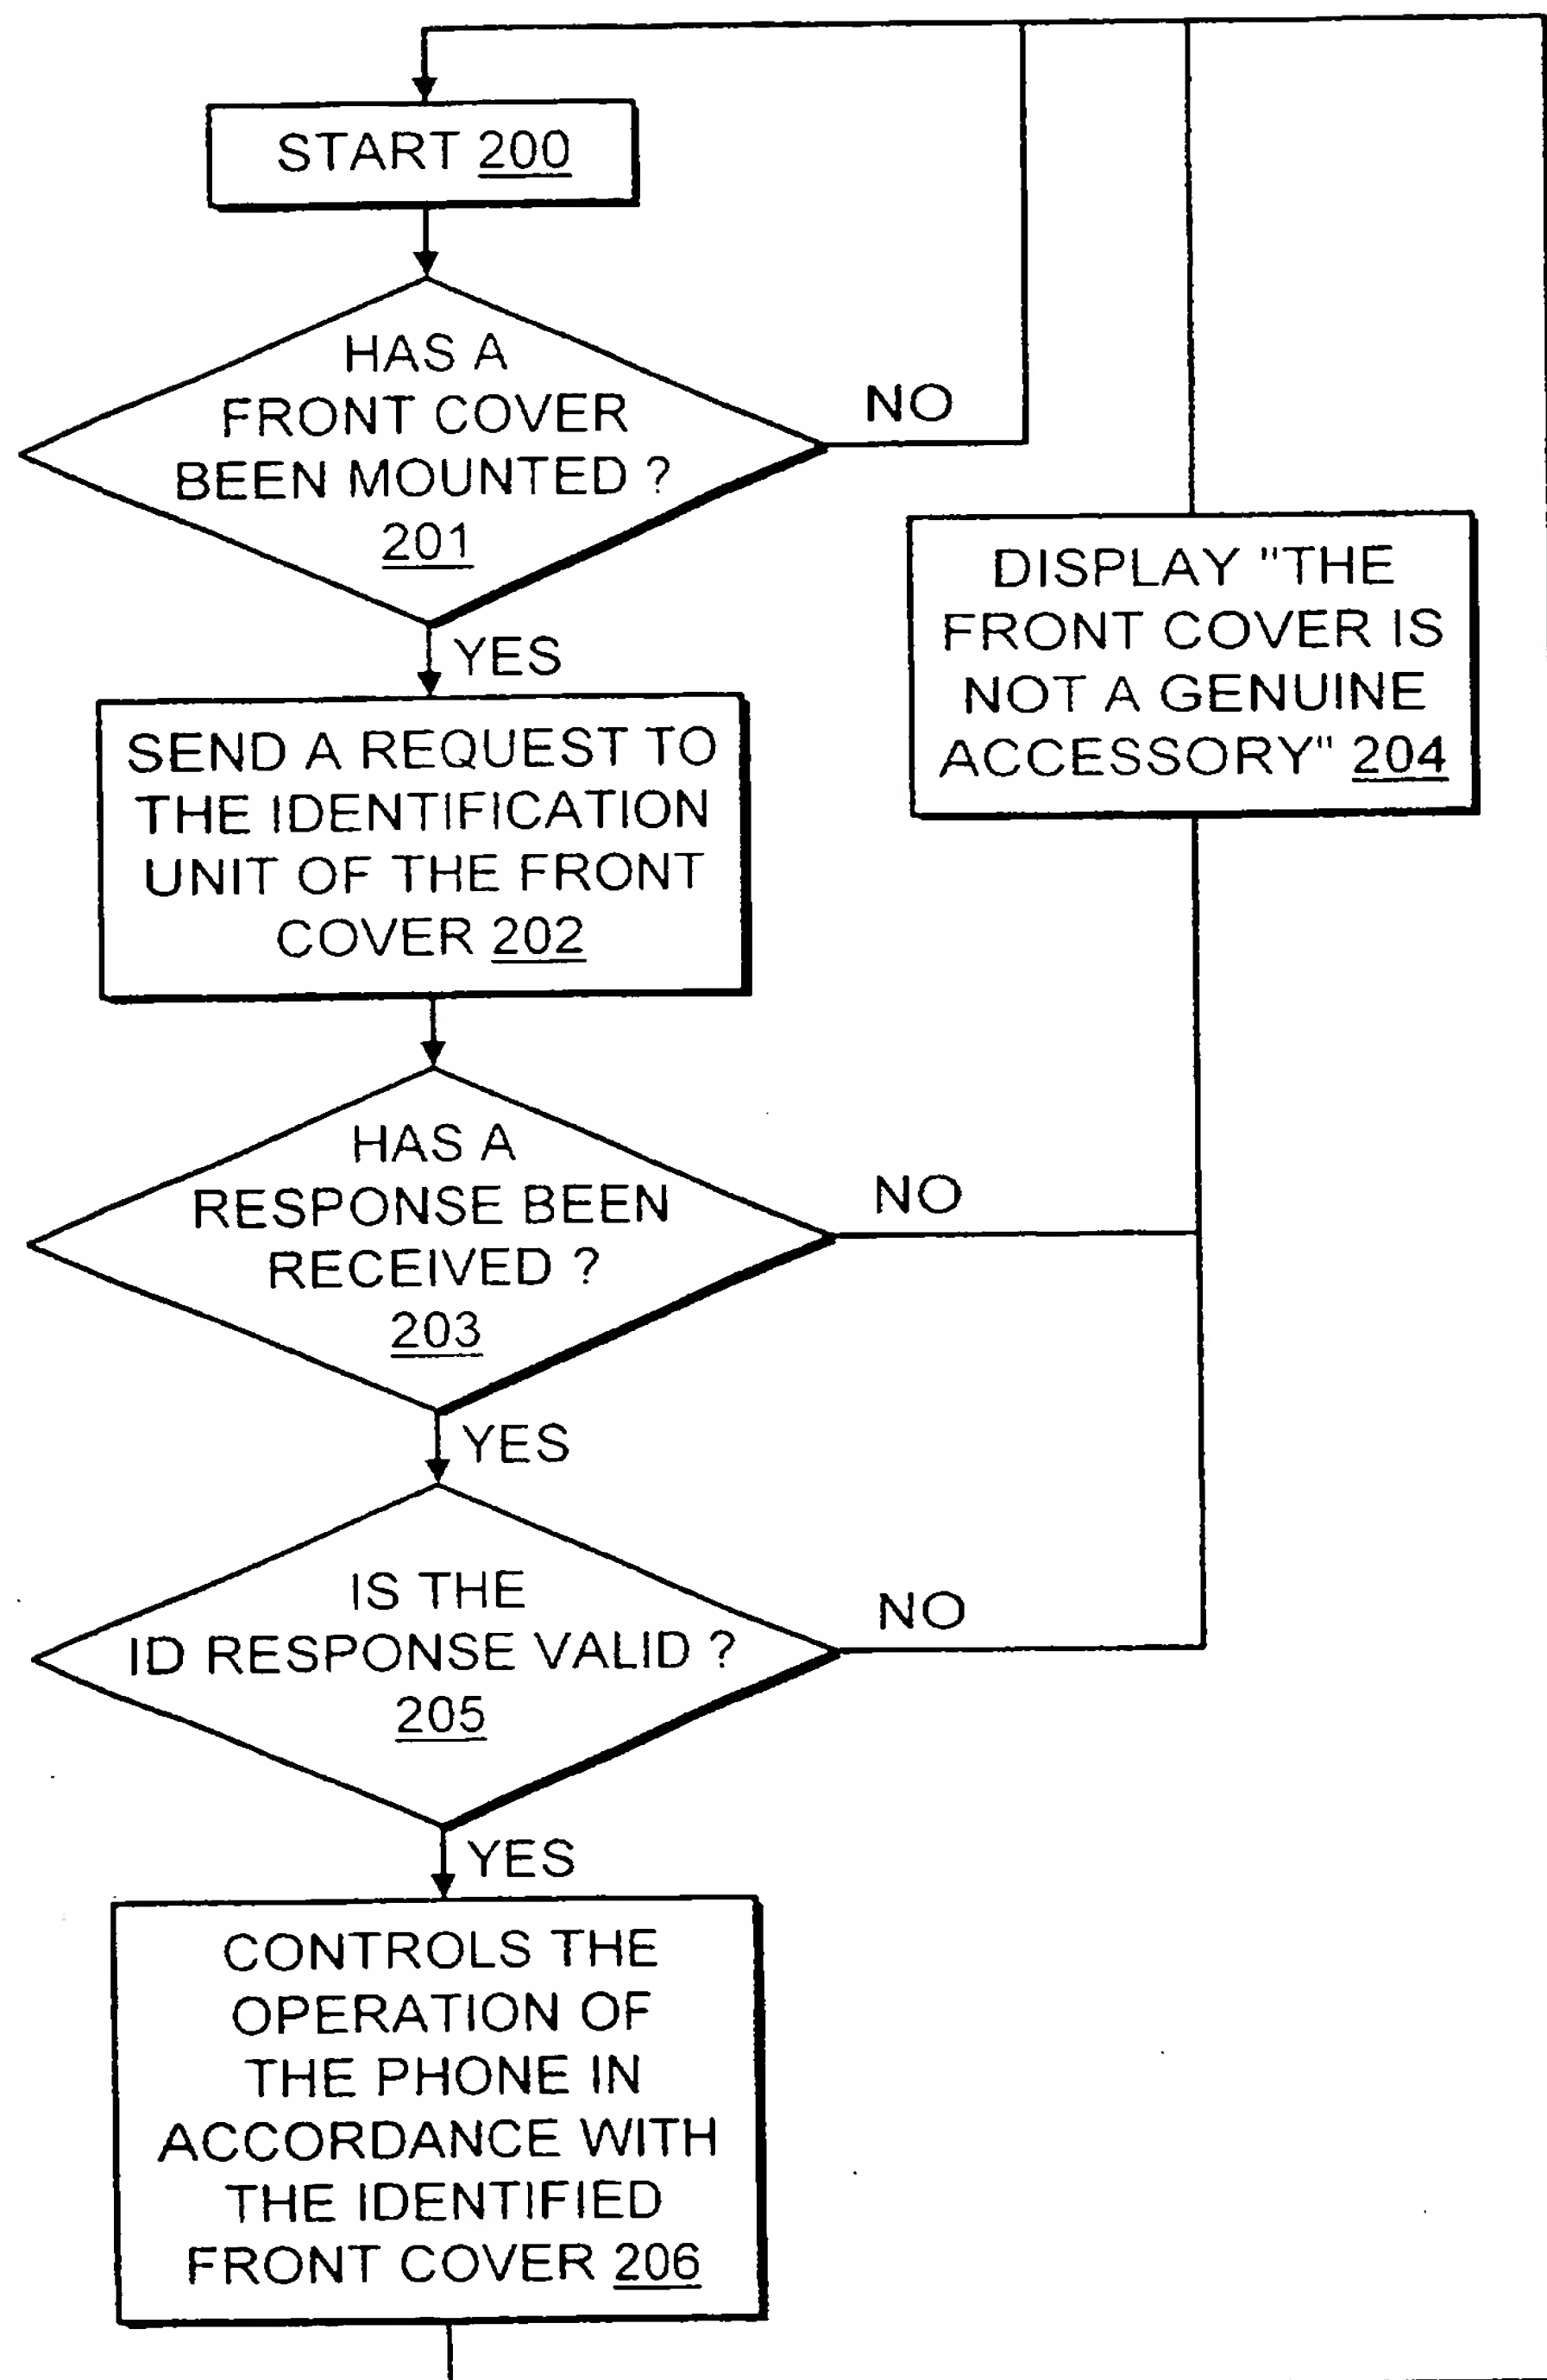 START 200
HAS A
FRONT COVER
BEEN MOUNTED ?
201
NO
YES
DISPLAY "THE
FRONT COVER IS
NOT A GENUINE
ACCESSORY" 204
SEND A REQUEST TO
THE IDENTIFICATION
UNIT OF THE FRONT
COVER 202
HAS A
RESPONSE BEEN
RECEIVED ?
203
NO
YES
IS THE
ID RESPONSE VALID ?
205
NO
YES
CONTROLS THE
OPERATION OF
THE PHONE IN
ACCORDANCE WITH
THE IDENTIFIED
FRONT COVER 206